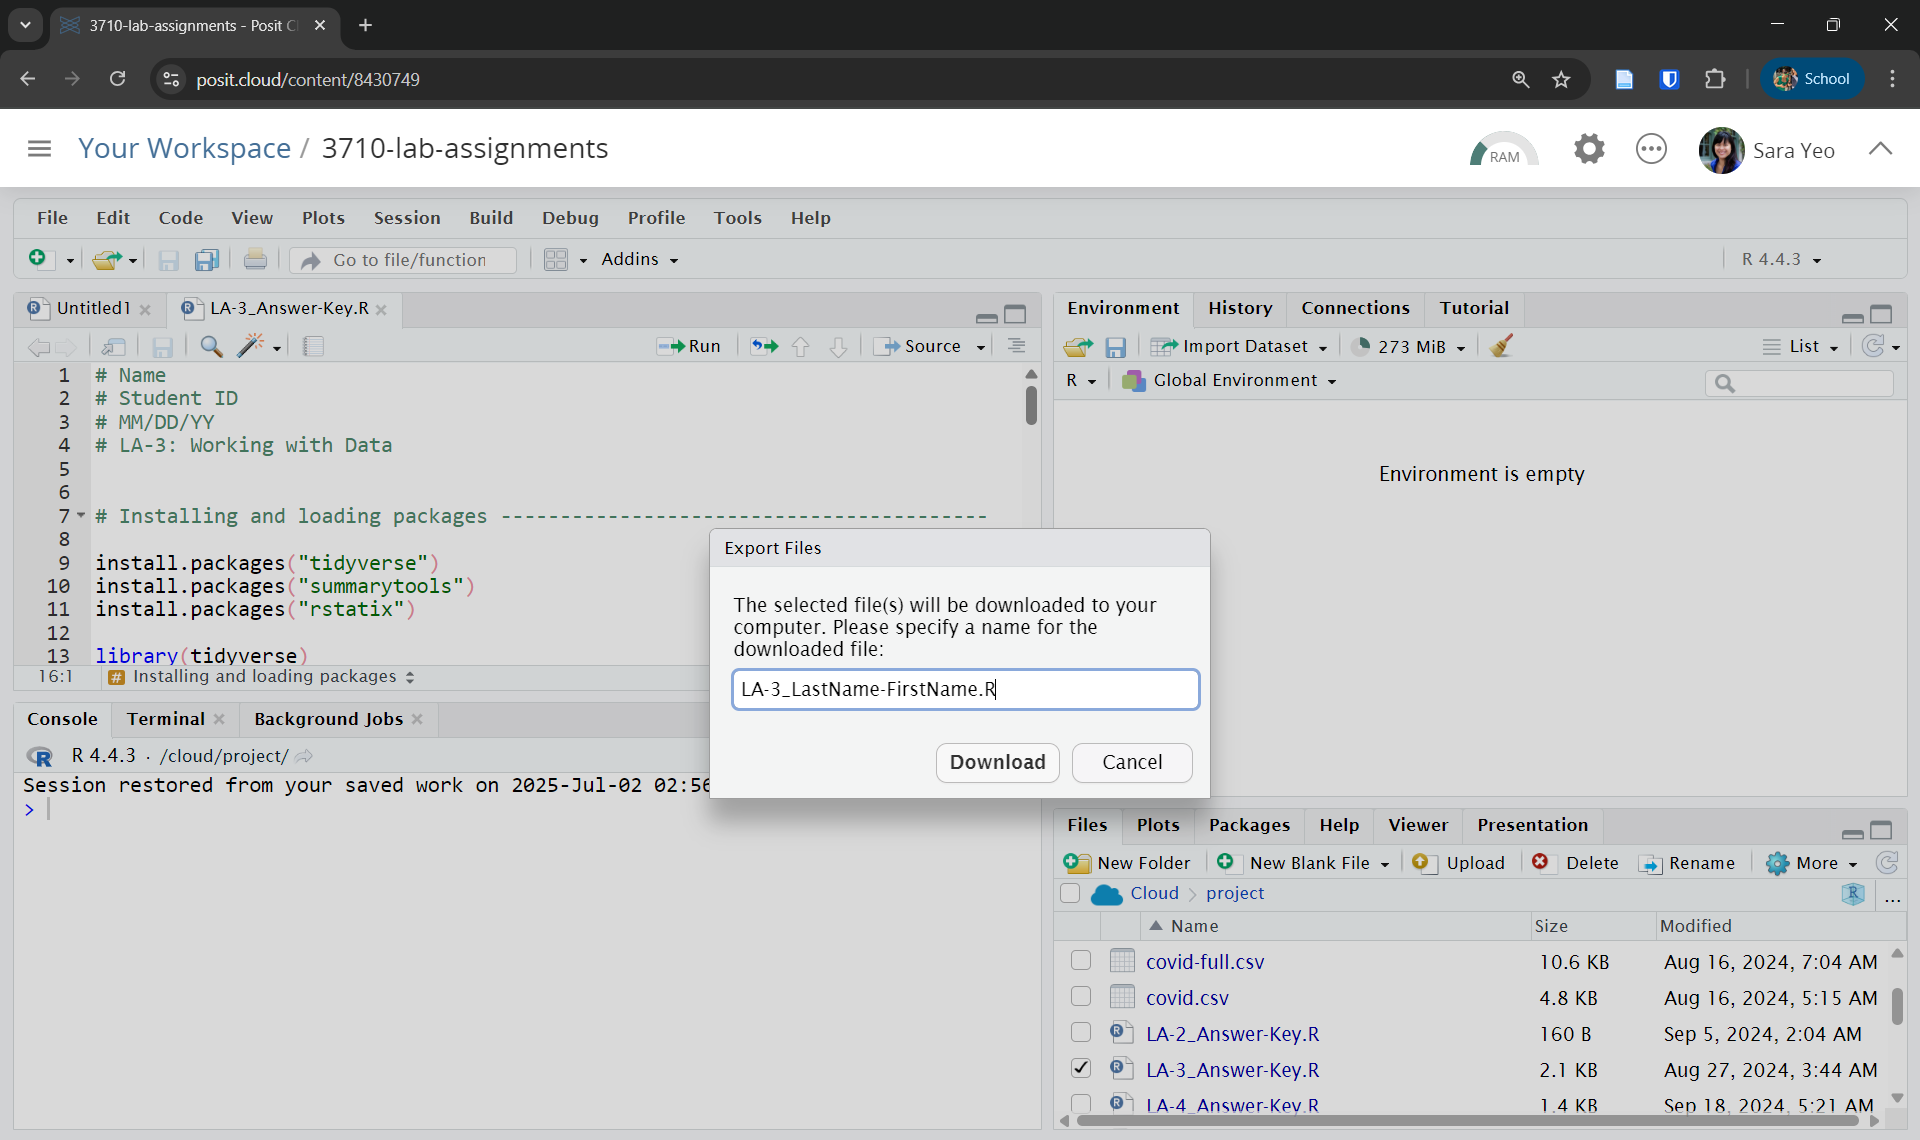 3710-lab-assignments - Posit Cl
posit.cloud/content/8430749
School
Your Workspace / 3710-lab-assignments
RAM
Sara Yeo
File Edit Code View Plots Session Build Debug Profile Tools Help
Go to file/function
Addins
R 4.4.3
Untitled1
LA-3_Answer-Key.R
Run
Source
1 # Name
2 # Student ID
3 # MM/DD/YY
4 # LA-3: Working with Data
5
6
7 # Installing and loading packages -----------------------------------------
8
9 install.packages("tidyverse")
10 install.packages("summarytools")
11 install.packages("rstatix")
12
13 library(tidyverse)
16:1 # Installing and loading packages
Console Terminal Background Jobs
R 4.4.3 · /cloud/project/
Session restored from your saved work on 2025-Jul-02 02:56
>
Environment History Connections Tutorial
Import Dataset 273 MiB List
R Global Environment
Environment is empty
Export Files
The selected file(s) will be downloaded to your
computer. Please specify a name for the
downloaded file:
LA-3_LastName-FirstName.R
Download Cancel
Files Plots Packages Help Viewer Presentation
New Folder New Blank File Upload Delete Rename More
Cloud > project R ...
Name Size Modified
covid-full.csv 10.6 KB Aug 16, 2024, 7:04 AM
covid.csv 4.8 KB Aug 16, 2024, 5:15 AM
LA-2_Answer-Key.R 160 B Sep 5, 2024, 2:04 AM
LA-3_Answer-Key.R 2.1 KB Aug 27, 2024, 3:44 AM
LA-4_Answer-Key.R 1.4 KB Sep 18, 2024, 5:21 AM